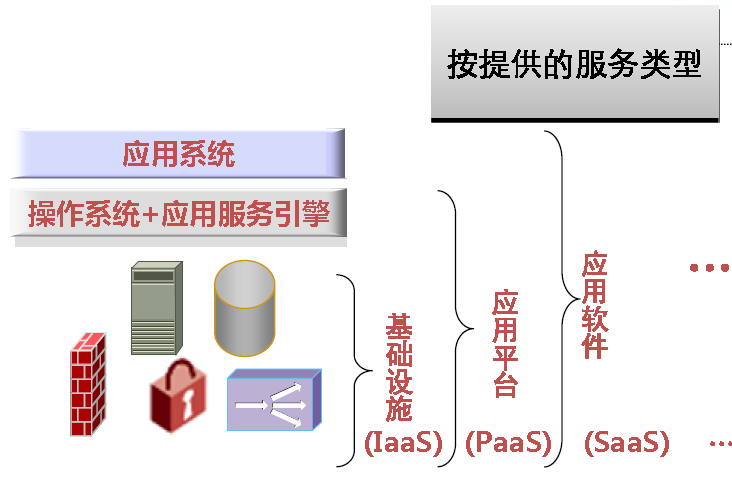 按提供的服务类型
应用系统
操作系统+应用服务引擎
基础设施
(IaaS)
应用平台
(PaaS)
应用软件
(SaaS)
...
...